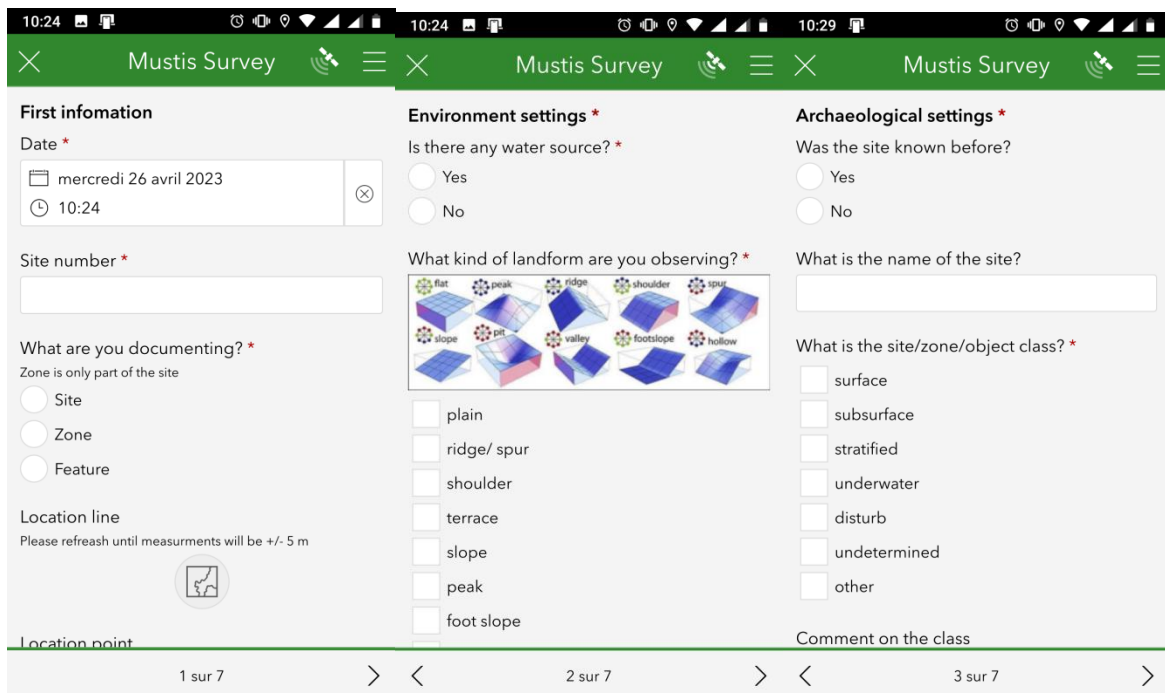 10:24
Mustis Survey
First infomation
Date *
mercredi 26 avril 2023
10:24
Site number *
What are you documenting? *
Zone is only part of the site
Site
Zone
Feature
Location line
Please refreash until measurments will be +/- 5 m
Location point
1 sur 7
10:24
Mustis Survey
Environment settings *
Is there any water source? *
Yes
No
What kind of landform are you observing? *
flat peak ridge shoulder spur
slope pit valley footslope hollow
plain
ridge/ spur
shoulder
terrace
slope
peak
foot slope
2 sur 7
10:29
Mustis Survey
Archaeological settings *
Was the site known before?
Yes
No
What is the name of the site?
What is the site/zone/object class? *
surface
subsurface
stratified
underwater
disturb
undetermined
other
Comment on the class
3 sur 7